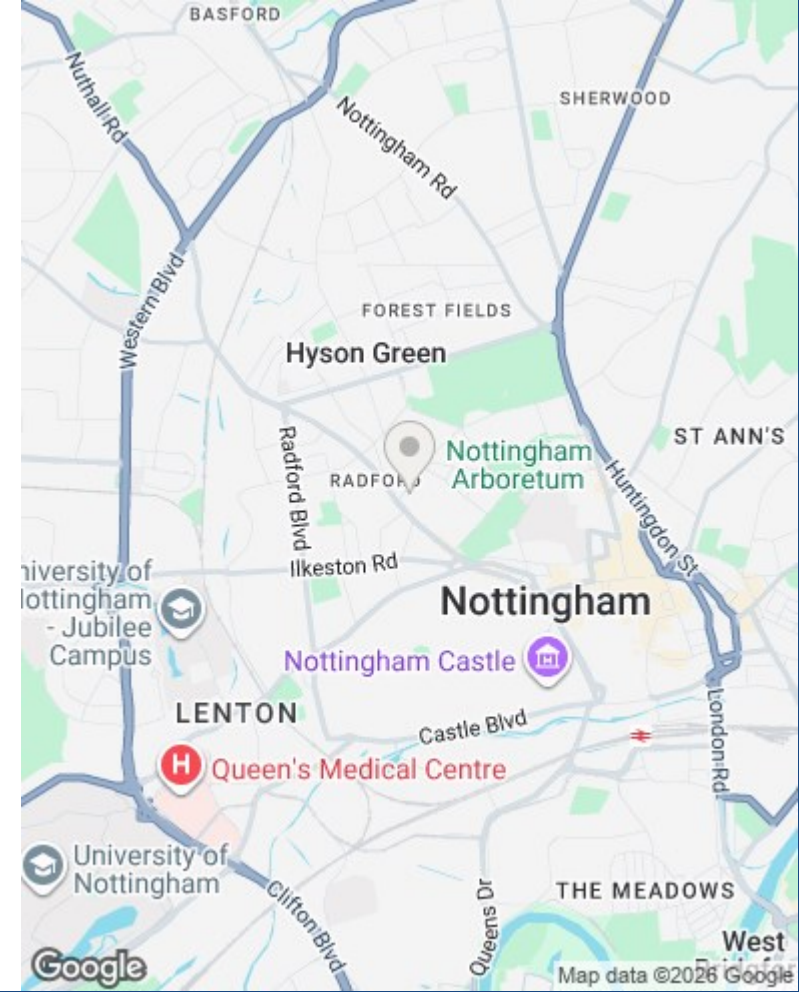 BASFORD
Nuthall Rd
SHERWOOD
Nottingham Rd
Western Blvd
FOREST FIELDS
Hyson Green
ST ANN'S
Nottingham
Arboretum
RADFORD
Radford Blvd
Huntingdon St
Ilkeston Rd
niversity of
Nottingham
- Jubilee
Campus
Nottingham
Nottingham Castle
LENTON
Castle Blvd
London Rd
H
Queen's Medical Centre
University of
Nottingham
Clifton Blvd
Queens Dr
THE MEADOWS
West
Google
Map data ©2026 Google